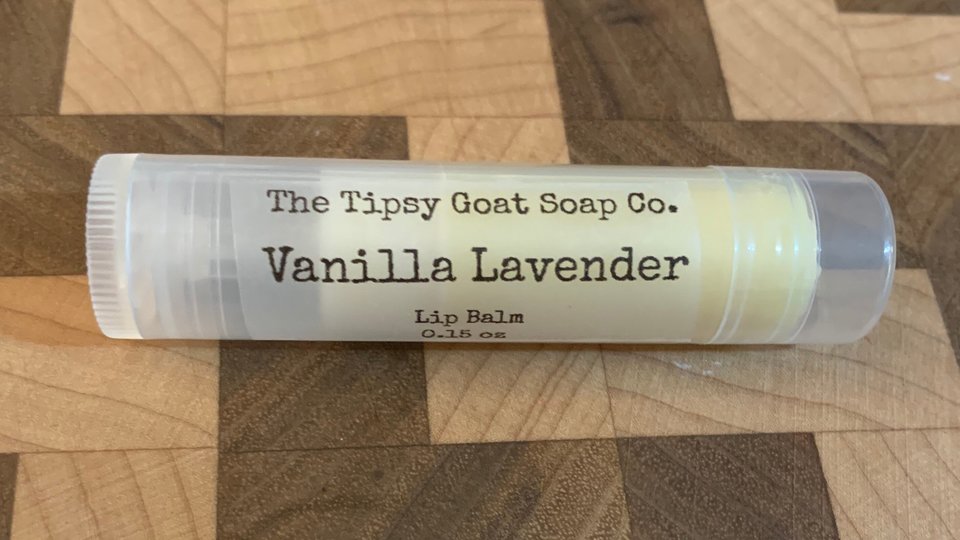 The Tipsy Goat Soap Co.
Vanilla Lavender
Lip Balm
0.15 oz